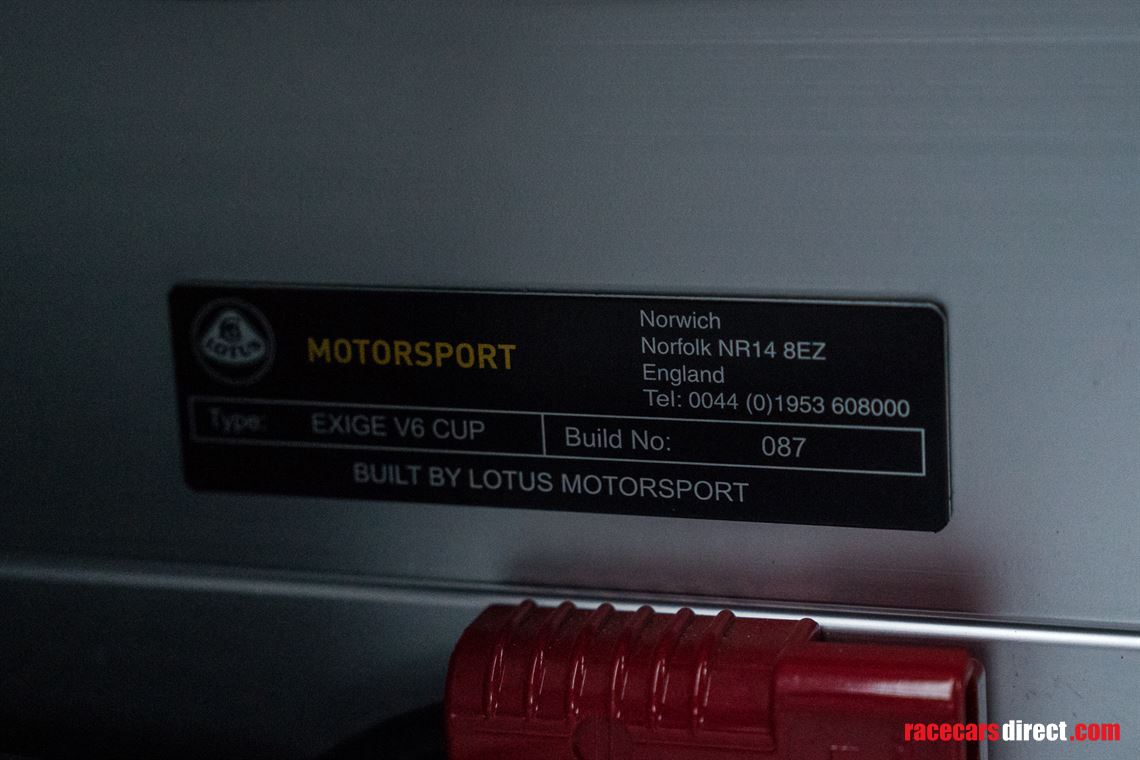 LOTUS
MOTORSPORT
Norwich
Norfolk NR14 8EZ
England
Tel: 0044 (0)1953 608000
Type: EXIGE V6 CUP
Build No: 087
BUILT BY LOTUS MOTORSPORT
racecarsdirect.com